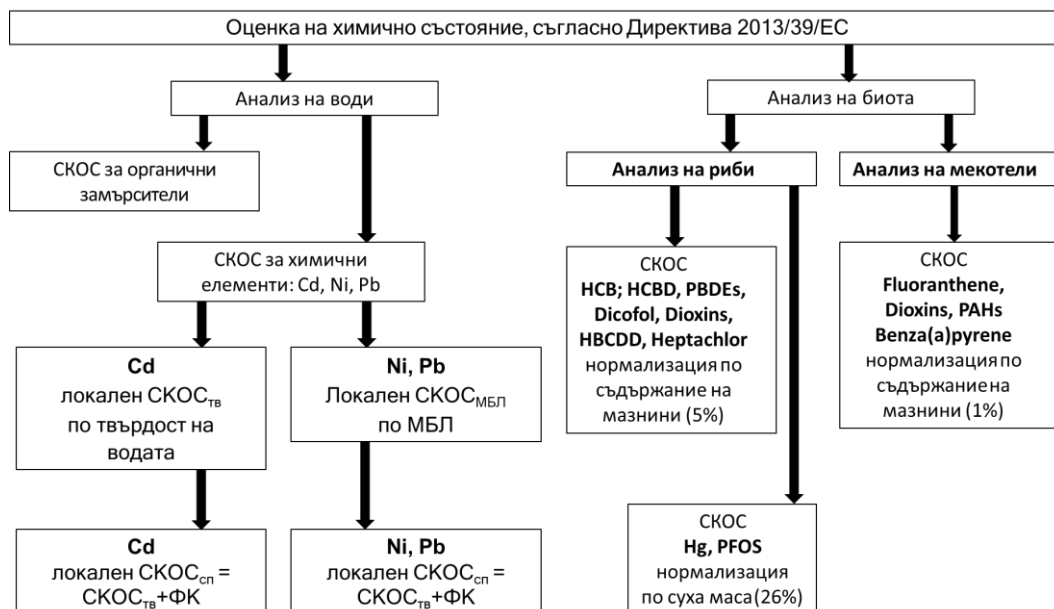 Оценка на химично състояние, съгласно Директива 2013/39/ЕС
Анализ на води
Анализ на биота
СКОС за органични
замърсители
Анализ на риби
Анализ на мекотели
СКОС за химични
елементи: Cd, Ni, Pb
СКОС
HCB; HCBD, PBDEs,
Dicofol, Dioxins,
HBCDD, Heptachlor
нормализация по
съдържание на
мазнини (5%)
СКОС
Fluoranthene,
Dioxins, PAHs
Benza(a)pyrene
нормализация по
съдържание на
мазнини (1%)
Cd
локален СКОСтв
по твърдост на
водата
Ni, Pb
Локален СКОСМБЛ
по МБЛ
Cd
локален СКОСсп =
СКОСтв+ФК
Ni, Pb
локален СКОСсп =
СКОСтв+ФК
СКОС
Hg, PFOS
нормализация
по суха маса (26%)